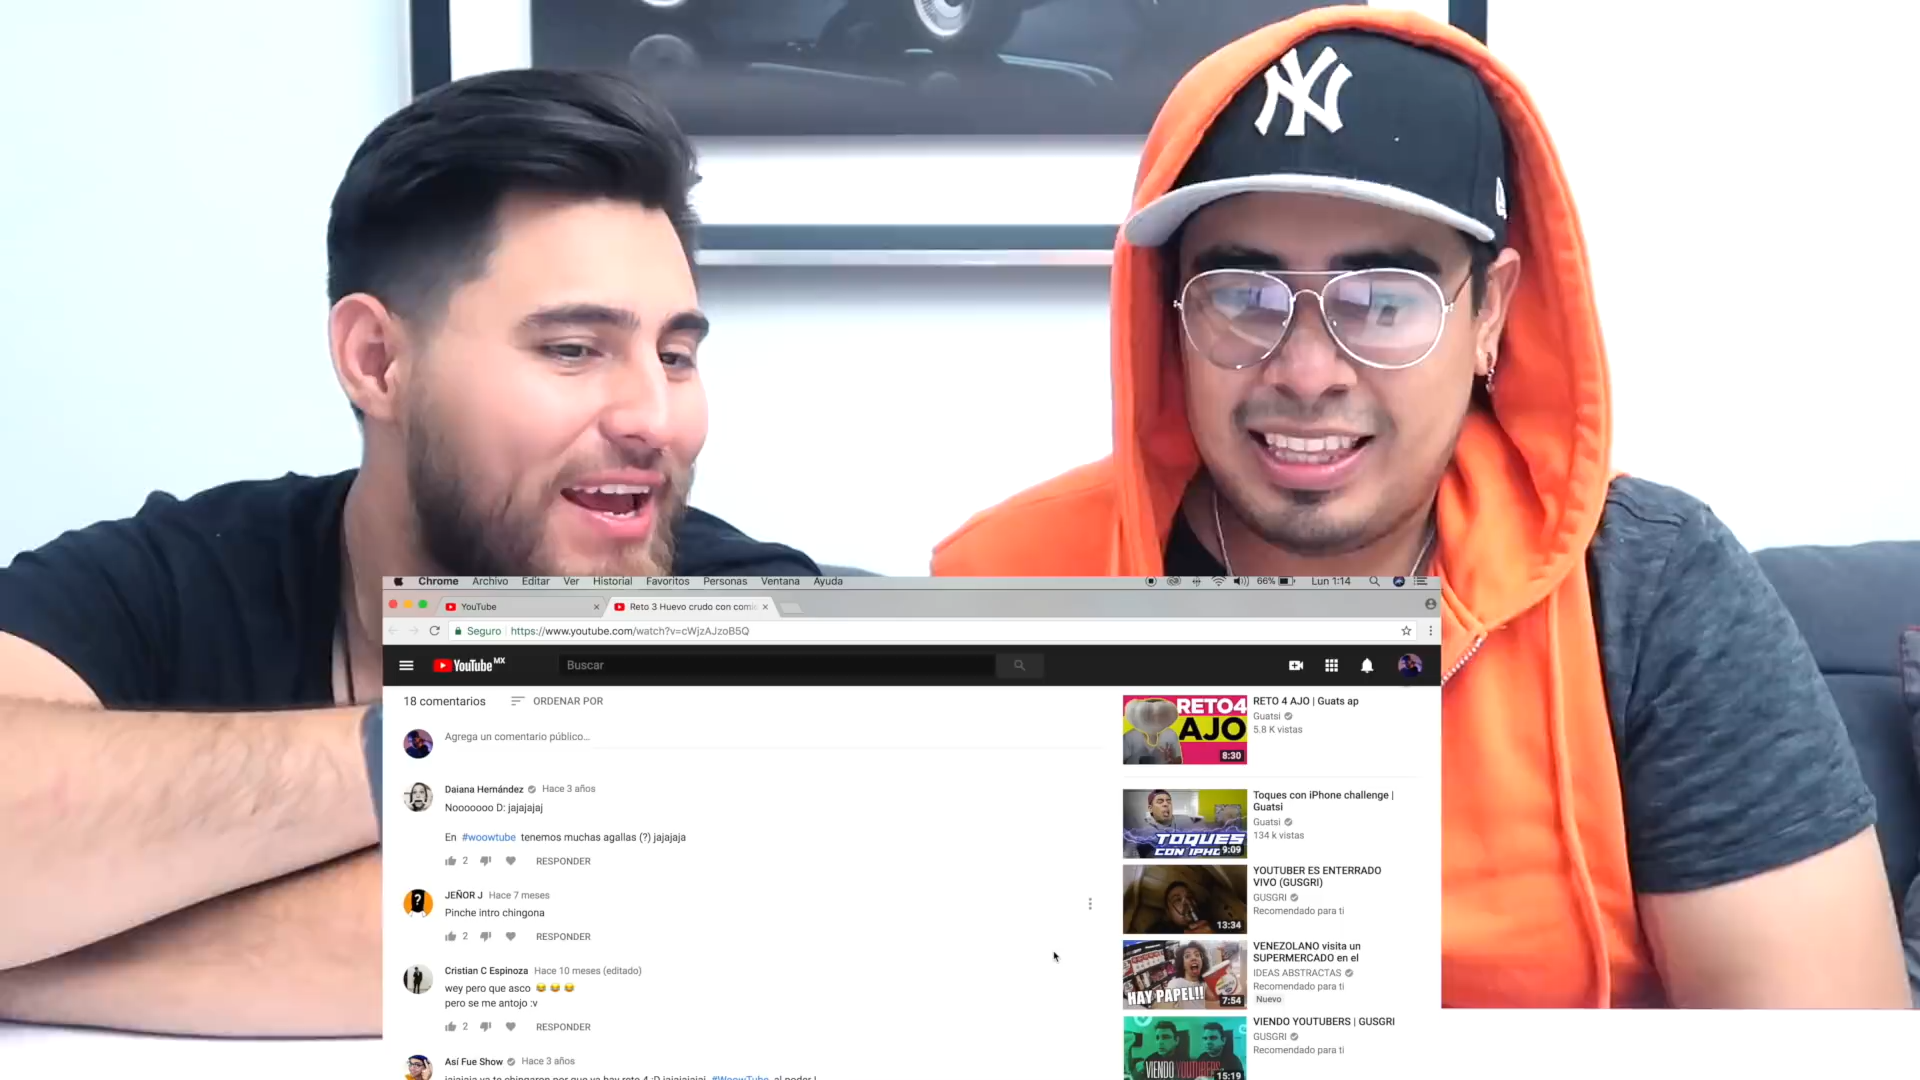 NY
Chrome Archivo Editar Ver Historial Favoritos Personas Ventana Ayuda
66% Lun 1:14
YouTube
Reto 3 Huevo crudo con comic
Seguro https://www.youtube.com/watch?v=cWjzAJzoB5Q
YouTube MX
Buscar
18 comentarios ORDENAR POR
Agrega un comentario público...
Daiana Hernández Hace 3 años
Nooooooo D: jajajajaj
En #woowtube tenemos muchas agallas (?) jajajaja
2 RESPONDER
JEÑOR J Hace 7 meses
Pinche intro chingona
2 RESPONDER
Cristian C Espinoza Hace 10 meses (editado)
wey pero que asco 😂 😂 😂
pero se me antojo :v
2 RESPONDER
Así Fue Show Hace 3 años
RETO4
AJO
8:30
RETO 4 AJO | Guats ap
Guatsi
5,8 K vistas
TOQUES
CON IPHO
9:09
Toques con iPhone challenge |
Guatsi
Guatsi
134 k vistas
13:34
YOUTUBER ES ENTERRADO
VIVO (GUSGRI)
GUSGRI
Recomendado para ti
HAY PAPEL!!
7:54
VENEZOLANO visita un
SUPERMERCADO en el
IDEAS ABSTRACTAS
Recomendado para ti
Nuevo
VIENDO YOUTUBERS
15:19
VIENDO YOUTUBERS | GUSGRI
GUSGRI
Recomendado para ti